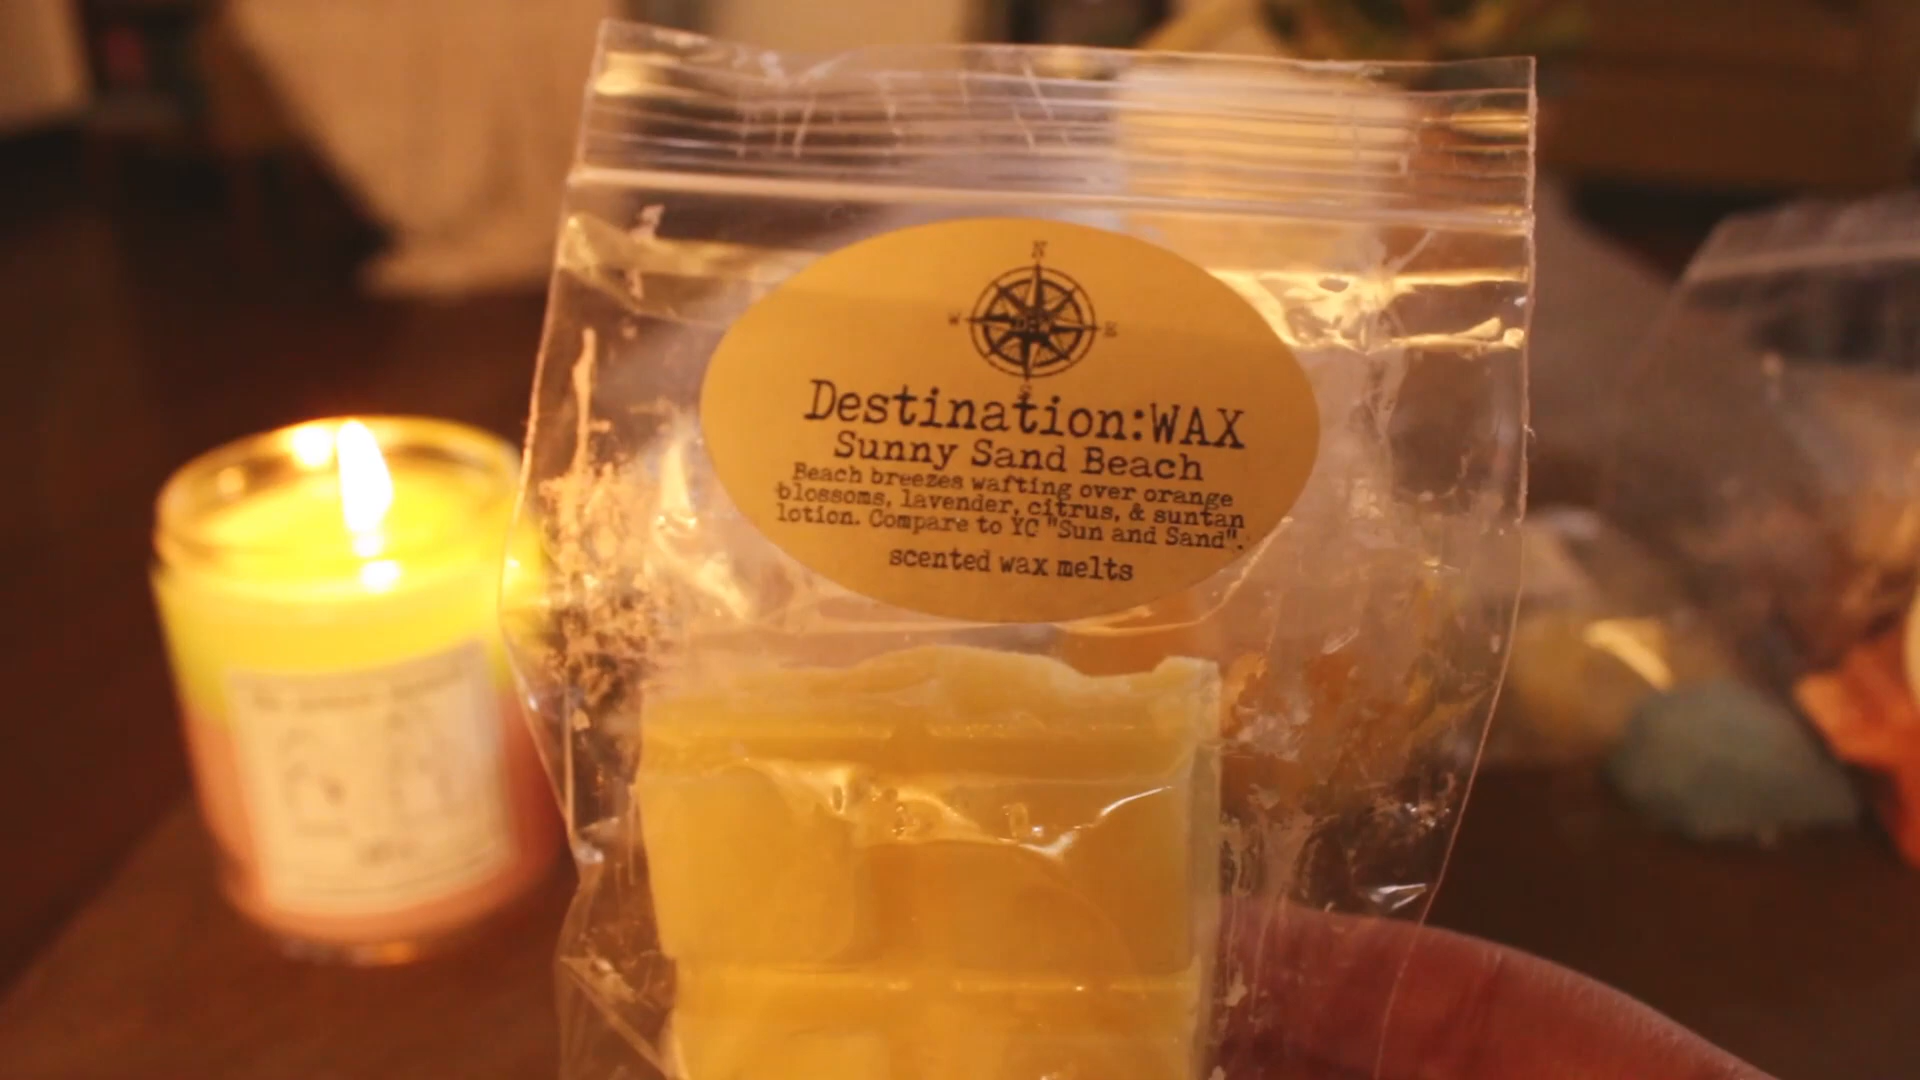 N
W E
S
Destination:WAX
Sunny Sand Beach
Beach breezes wafting over orange
blossoms, lavender, citrus, & suntan
lotion. Compare to YC "Sun and Sand".
scented wax melts